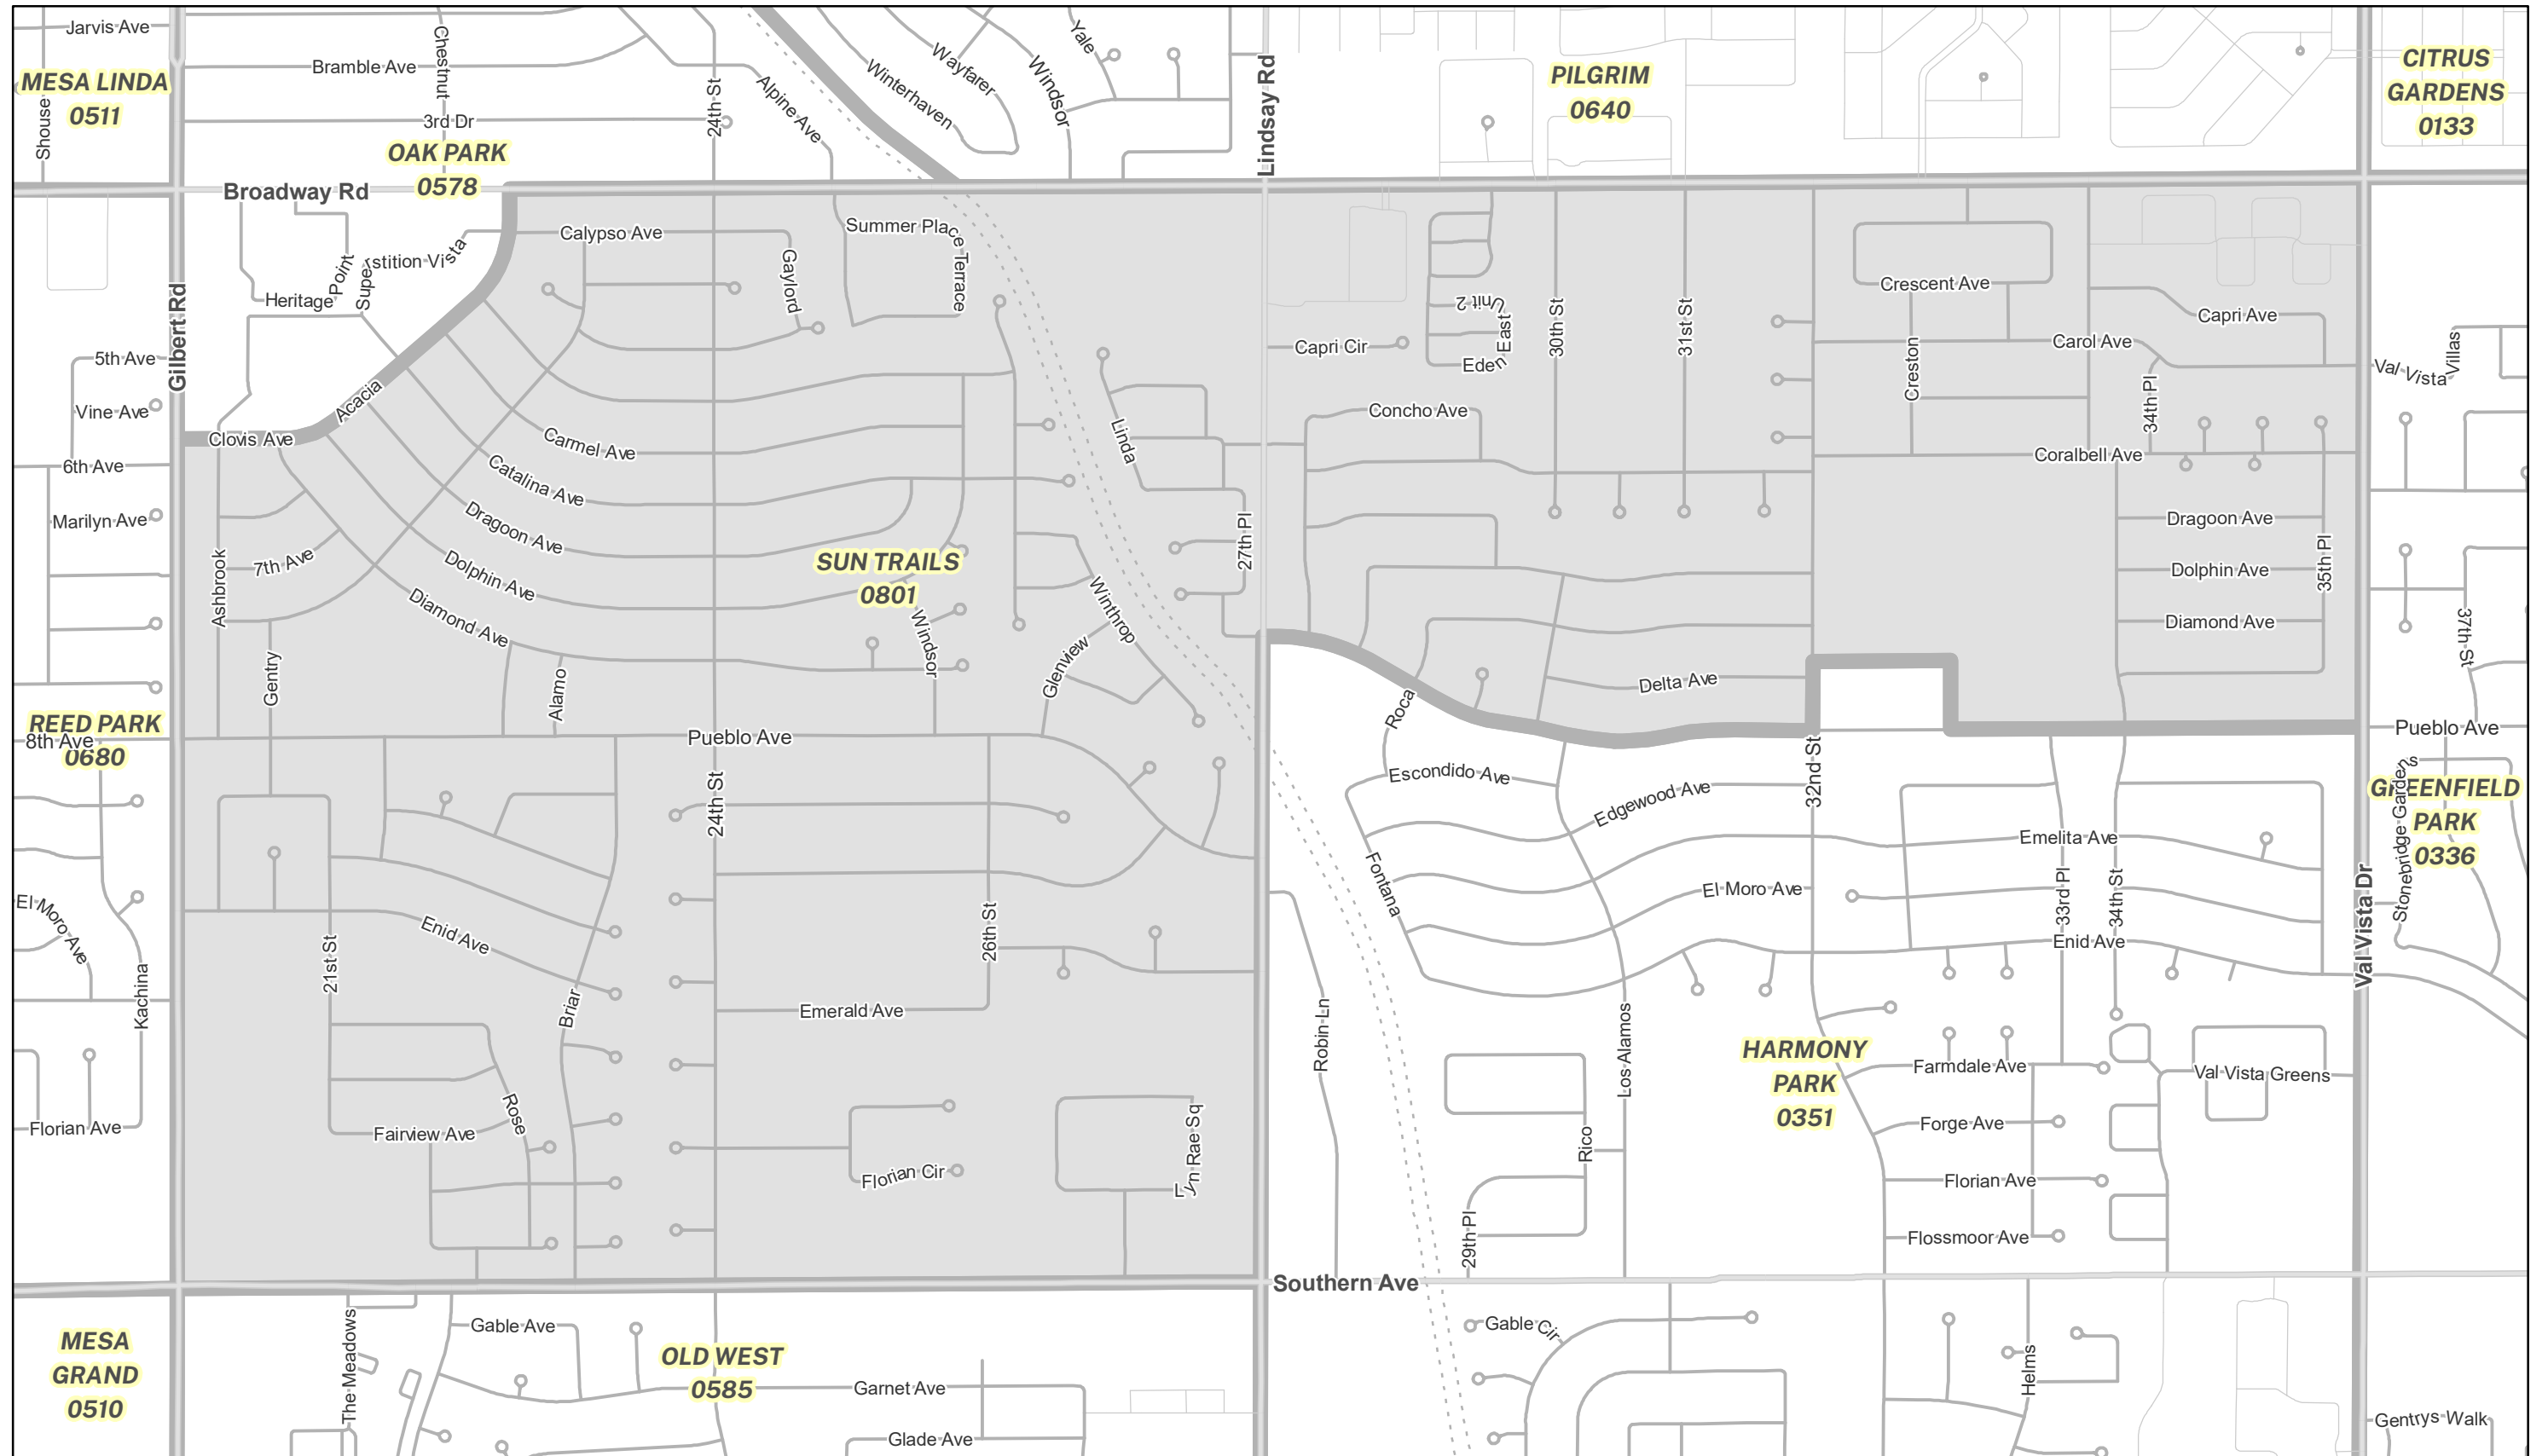 Jarvis Ave
Chestnut
Yale
Bramble Ave
Wayfarer
Winterhaven
Windsor
Lindsay Rd
PILGRIM
0640
CITRUS
GARDENS
0133
MESA LINDA
0511
Shouse
24th St
Alpine Ave
3rd Dr
OAK PARK
0578
Broadway Rd
Calypso Ave
Summer Place
Terrace
Gaylord
Point
Superstition Vista
Heritage
Gilbert Rd
Unit 2
East
Eden
Capri Cir
30th St
31st St
Crescent Ave
Creston
Carol Ave
Capri Ave
Val Vista
Villas
34th Pl
5th Ave
Vine Ave
Acacia
Clovis Ave
Concho Ave
Carmel Ave
Linda
Coralbell Ave
6th Ave
Catalina Ave
Marilyn Ave
Dragoon Ave
Dragoon Ave
27th Pl
35th Pl
7th Ave
Ashbrook
Dolphin Ave
SUN TRAILS
0801
Dolphin Ave
Diamond Ave
Windsor
Winthrop
Diamond Ave
37th St
Gentry
Alamo
Glenview
Roca
Delta Ave
REED PARK
8th Ave
0680
Pueblo Ave
Pueblo Ave
24th St
32nd St
Escondido Ave
Edgewood Ave
Stonebridge Gardens
GREENFIELD
PARK
0336
Emelita Ave
Fontana
El Moro Ave
33rd Pl
34th St
Val Vista Dr
El Moro Ave
Enid Ave
26th St
Enid Ave
21st St
Kachina
Briar
Emerald Ave
Robin Ln
Los Alamos
HARMONY
PARK
0351
Farmdale Ave
Val Vista Greens
Florian Ave
Rose
Fairview Ave
Lyn Rae Sq
Rico
Forge Ave
Florian Cir
Florian Ave
29th Pl
Flossmoor Ave
Southern Ave
MESA
GRAND
0510
The Meadows
Gable Ave
OLD WEST
0585
Garnet Ave
Glade Ave
Gable Cir
Helms
Gentrys Walk